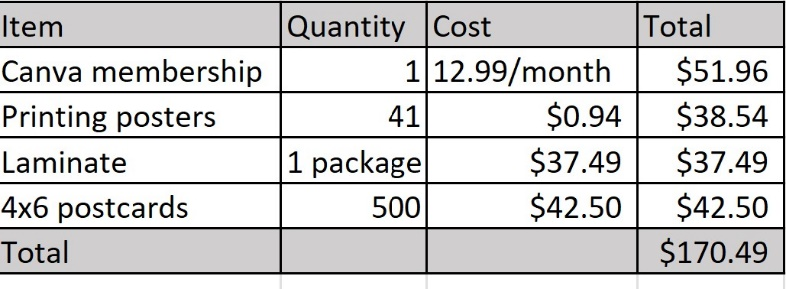 Item Quantity Cost Total
Canva membership 1 12.99/month $51.96
Printing posters 41 $0.94 $38.54
Laminate 1 package $37.49 $37.49
4x6 postcards 500 $42.50 $42.50
Total $170.49